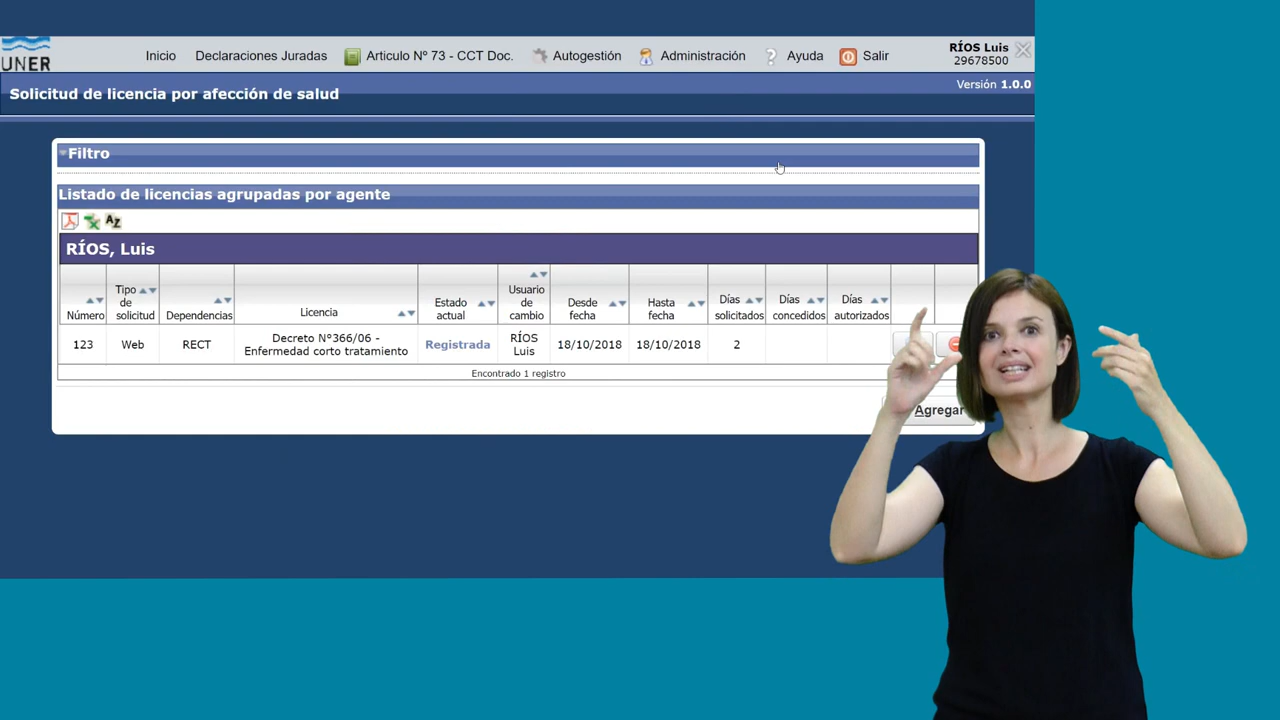 UNER
Inicio
Declaraciones Juradas
Articulo Nº 73 - CCT Doc.
Autogestión
Administración
Ayuda
Salir
RÍOS Luis
29678500
Solicitud de licencia por afección de salud
Versión 1.0.0
Filtro
Listado de licencias agrupadas por agente
AZ
RÍOS, Luis
Número
Tipo
de
solicitud
Dependencias
Licencia
Estado
actual
Usuario
de
cambio
Desde
fecha
Hasta
fecha
Días
solicitados
Días
concedidos
Días
autorizados
123
Web
RECT
Decreto N°366/06 -
Enfermedad corto tratamiento
Registrada
RÍOS
Luis
18/10/2018
18/10/2018
2
Encontrado 1 registro
Agregar